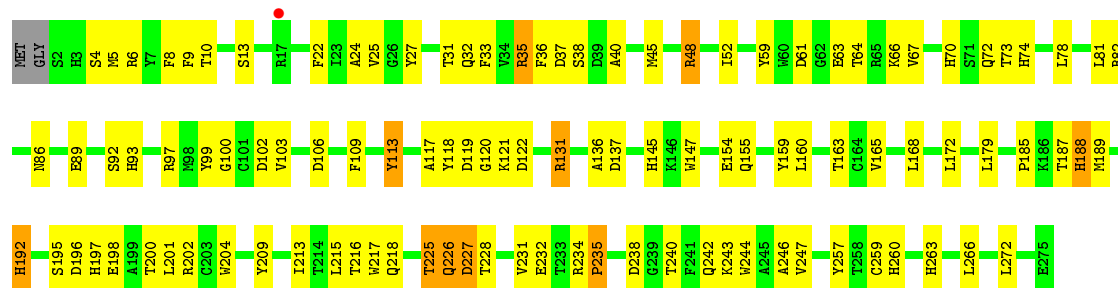 MET GLY S2 H3 S4 M5 R6 Y7 F8 F9 T10 S13 R17 F22 I23 A24 V25 G26 Y27 T31 Q32 F33 V34 R35 F36 D37 S38 D39 A40 M45 R48 I52 Y59 W60 D61 G62 E63 T64 R65 K66 V67 H70 S71 Q72 T73 H74 L78 L81 R82
N86 E89 S92 H93 R97 M98 Y99 G100 C101 D102 V103 D106 F109 Y113 A117 Y118 D119 G120 K121 D122 R131 A136 D137 H145 K146 W147 E154 Q155 Y159 L160 T163 C164 V165 L168 L172 L179 P185 K186 T187 H188 M189
H192 S195 D196 H197 E198 A199 T200 L201 R202 C203 W204 Y209 I213 T214 L215 T216 W217 Q218 T225 Q226 D227 T228 V231 E232 T233 R234 P235 D238 G239 T240 F241 Q242 K243 W244 A245 A246 V247 Y257 T258 C259 H260 H263 L266 L272 E275